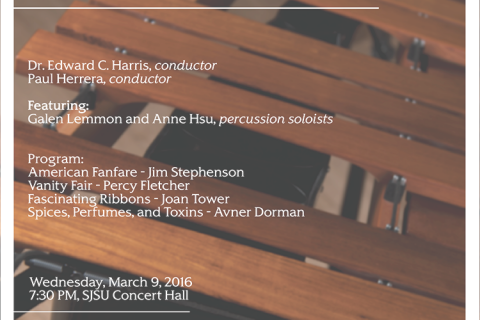 Dr. Edward C. Harris, conductor
Paul Herrera, conductor
Featuring:
Galen Lemmon and Anne Hsu, percussion soloists
Program:
American Fanfare - Jim Stephenson
Vanity Fair - Percy Fletcher
Fascinating Ribbons - Joan Tower
Spices, Perfumes, and Toxins - Avner Dorman
Wednesday, March 9, 2016
7:30 PM, SJSU Concert Hall